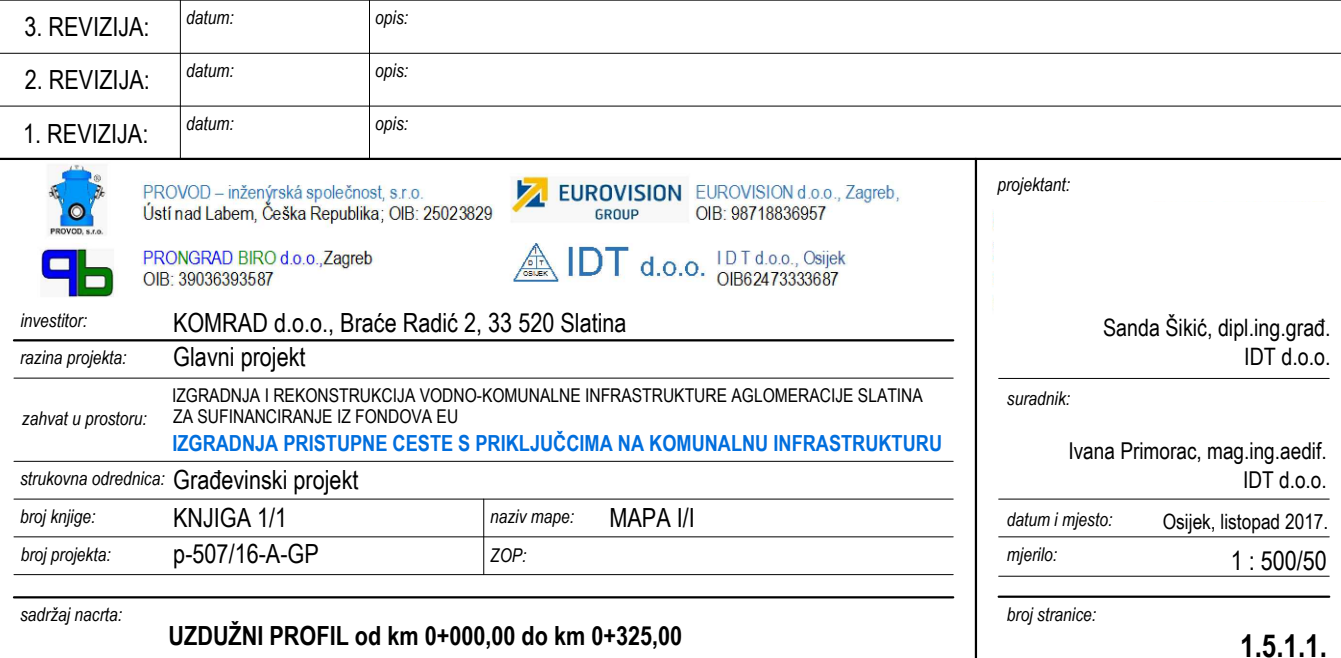 3. REVIZIJA: datum: opis:
2. REVIZIJA: datum: opis:
1. REVIZIJA: datum: opis:
PROVOD, s.r.o.
PROVOD – inženýrská společnost, s.r.o.
Ústí nad Labem, Češka Republika; OIB: 25023829
EUROVISION
GROUP
EUROVISION d.o.o., Zagreb,
OIB: 98718836957
PRONGRAD BIRO d.o.o.,Zagreb
OIB: 39036393587
IDT
OSIJEK
IDT d.o.o.
I D T d.o.o., Osijek
OIB62473333687
investitor: KOMRAD d.o.o., Braće Radić 2, 33 520 Slatina
razina projekta: Glavni projekt
zahvat u prostoru:
IZGRADNJA I REKONSTRUKCIJA VODNO-KOMUNALNE INFRASTRUKTURE AGLOMERACIJE SLATINA
ZA SUFINANCIRANJE IZ FONDOVA EU
IZGRADNJA PRISTUPNE CESTE S PRIKLJUČCIMA NA KOMUNALNU INFRASTRUKTURU
strukovna odrednica: Građevinski projekt
broj knjige: KNJIGA 1/1 naziv mape: MAPA I/I
broj projekta: p-507/16-A-GP ZOP:
sadržaj nacrta:
UZDUŽNI PROFIL od km 0+000,00 do km 0+325,00
projektant:
Sanda Šikić, dipl.ing.građ.
IDT d.o.o.
suradnik:
Ivana Primorac, mag.ing.aedif.
IDT d.o.o.
datum i mjesto: Osijek, listopad 2017.
mjerilo: 1 : 500/50
broj stranice:
1.5.1.1.